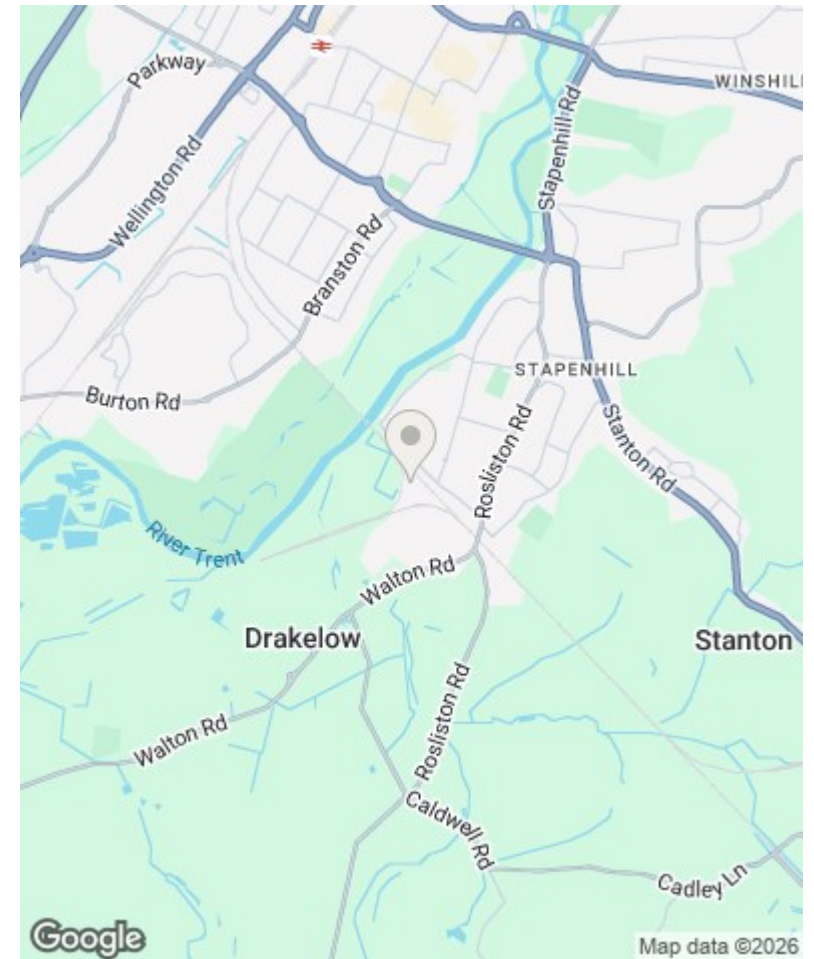 Parkway
WINSHILL
Wellington Rd
Stapenhill Rd
Branston Rd
STAPENHILL
Burton Rd
Rosliston Rd
Stanton Rd
River Trent
Walton Rd
Drakelow
Stanton
Walton Rd
Rosliston Rd
Caldwell Rd
Cadley Ln
Google
Map data ©2026